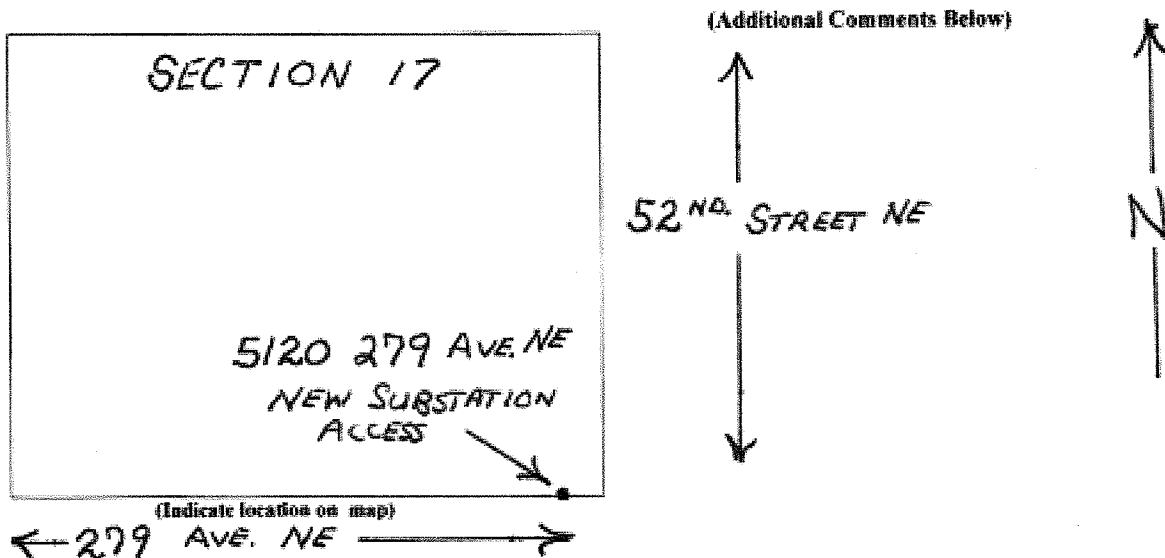 (Additional Comments Below)
SECTION 17
52ND. STREET NE
N
5120 279 AVE. NE
NEW SUBSTATION
ACCESS
(Indicate location on map)
279 AVE. NE